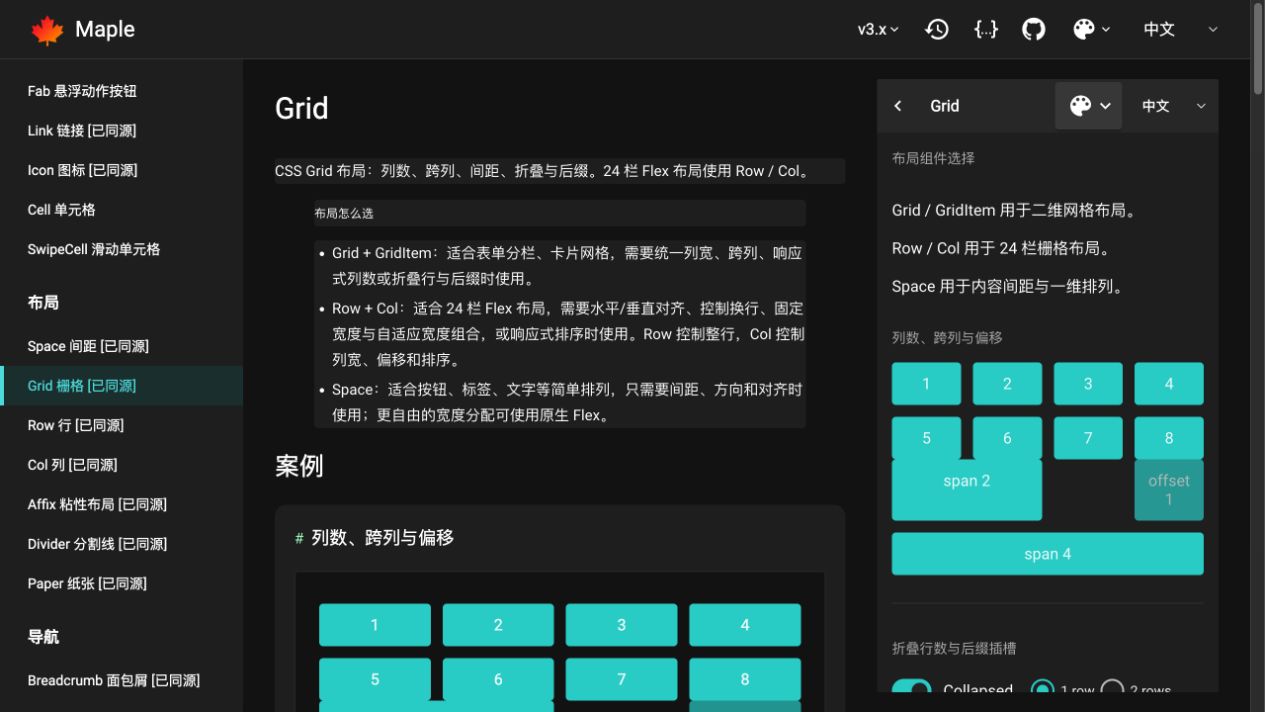 Maple
v3.x
中文
Fab 悬浮动作按钮
Link 链接 [已同源]
Icon 图标 [已同源]
Cell 单元格
SwipeCell 滑动单元格
布局
Space 间距 [已同源]
Grid 栅格 [已同源]
Row 行 [已同源]
Col 列 [已同源]
Affix 粘性布局 [已同源]
Divider 分割线 [已同源]
Paper 纸张 [已同源]
导航
Breadcrumb 面包屑 [已同源]
Grid
CSS Grid 布局：列数、跨列、间距、折叠与后缀。24 栏 Flex 布局使用 Row / Col。
布局怎么选
• Grid + GridItem：适合表单分栏、卡片网格，需要统一列宽、跨列、响应
式列数或折叠行与后缀时使用。
• Row + Col：适合 24 栏 Flex 布局，需要水平/垂直对齐、控制换行、固定
宽度与自适应宽度组合，或响应式排序时使用。Row 控制整行，Col 控制
列宽、偏移和排序。
• Space：适合按钮、标签、文字等简单排列，只需要间距、方向和对齐时
使用；更自由的宽度分配可使用原生 Flex。
案例
# 列数、跨列与偏移
1 2 3 4
5 6 7 8
Grid
中文
布局组件选择
Grid / GridItem 用于二维网格布局。
Row / Col 用于 24 栏栅格布局。
Space 用于内容间距与一维排列。
列数、跨列与偏移
1 2 3 4
5 6 7 8
span 2
offset
1
span 4
折叠行数与后缀插槽
Collapsed 1 row 2 rows